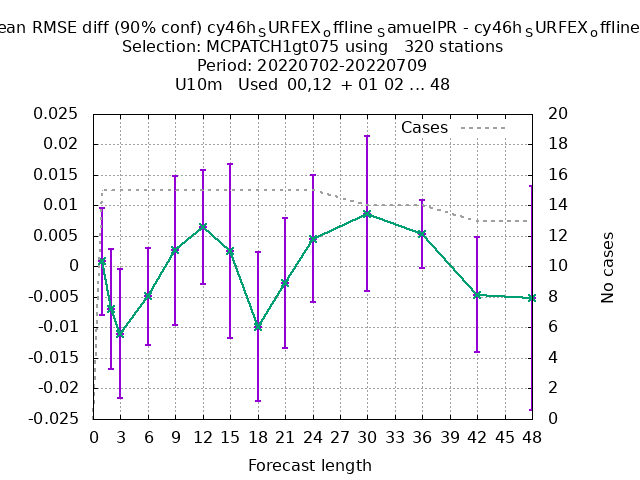 ean RMSE diff (90% conf) cy46h_SURFEX_offline_SamuelPR - cy46h_SURFEX_offline
Selection: MCPATCH1gt075 using 320 stations
Period: 20220702-20220709
U10m Used 00,12 + 01 02 ... 48
Cases
0.025
0.02
0.015
0.01
0.005
0
-0.005
-0.01
-0.015
-0.02
-0.025
20
18
16
14
12
10
8
6
4
2
0
No cases
0 3 6 9 12 15 18 21 24 27 30 33 36 39 42 45 48
Forecast length